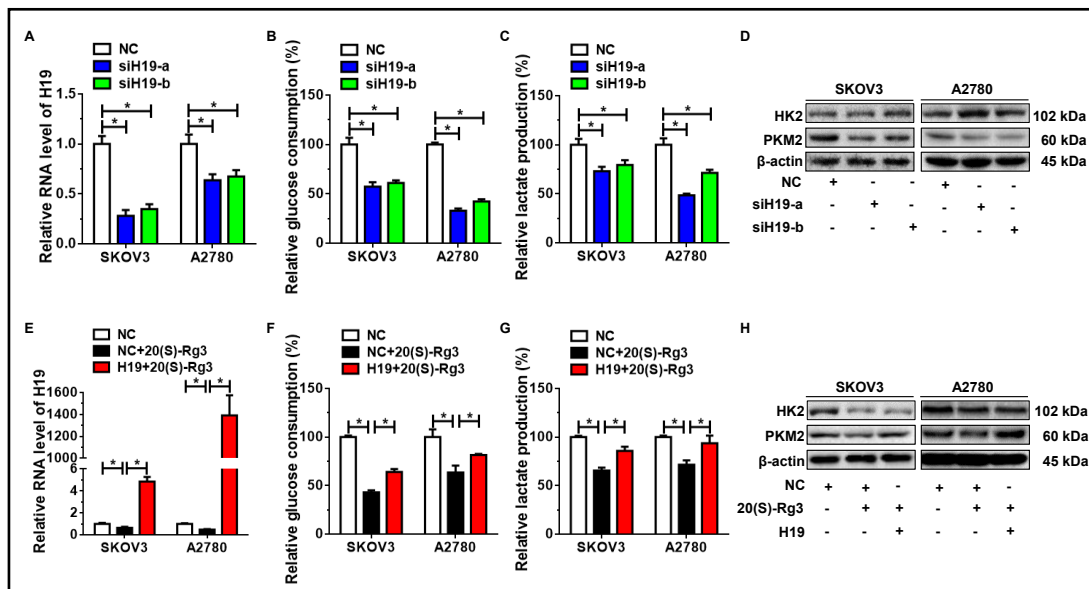 A
NC
siH19-a
siH19-b
Relative RNA level of H19
1.5
1.0
0.5
0.0
* * * *
SKOV3 A2780
B
NC
siH19-a
siH19-b
Relative glucose consumption (%)
150
100
50
0
* * * *
SKOV3 A2780
C
NC
siH19-a
siH19-b
Relative lactate production (%)
150
100
50
0
* * * *
SKOV3 A2780
D
SKOV3 A2780
HK2 102 kDa
PKM2 60 kDa
β-actin 45 kDa
NC + - - + - -
siH19-a - + - - + -
siH19-b - - + - - +
E
NC
NC+20(S)-Rg3
H19+20(S)-Rg3
Relative RNA level of H19
1600
1400
1200
1000
6
4
2
0
* * * *
SKOV3 A2780
F
NC
NC+20(S)-Rg3
H19+20(S)-Rg3
Relative glucose consumption (%)
150
100
50
0
* * * *
SKOV3 A2780
G
NC
NC+20(S)-Rg3
H19+20(S)-Rg3
Relative lactate production (%)
150
100
50
0
* * * *
SKOV3 A2780
H
SKOV3 A2780
HK2 102 kDa
PKM2 60 kDa
β-actin 45 kDa
NC + + - + + -
20(S)-Rg3 - + + - + +
H19 - - + - - +